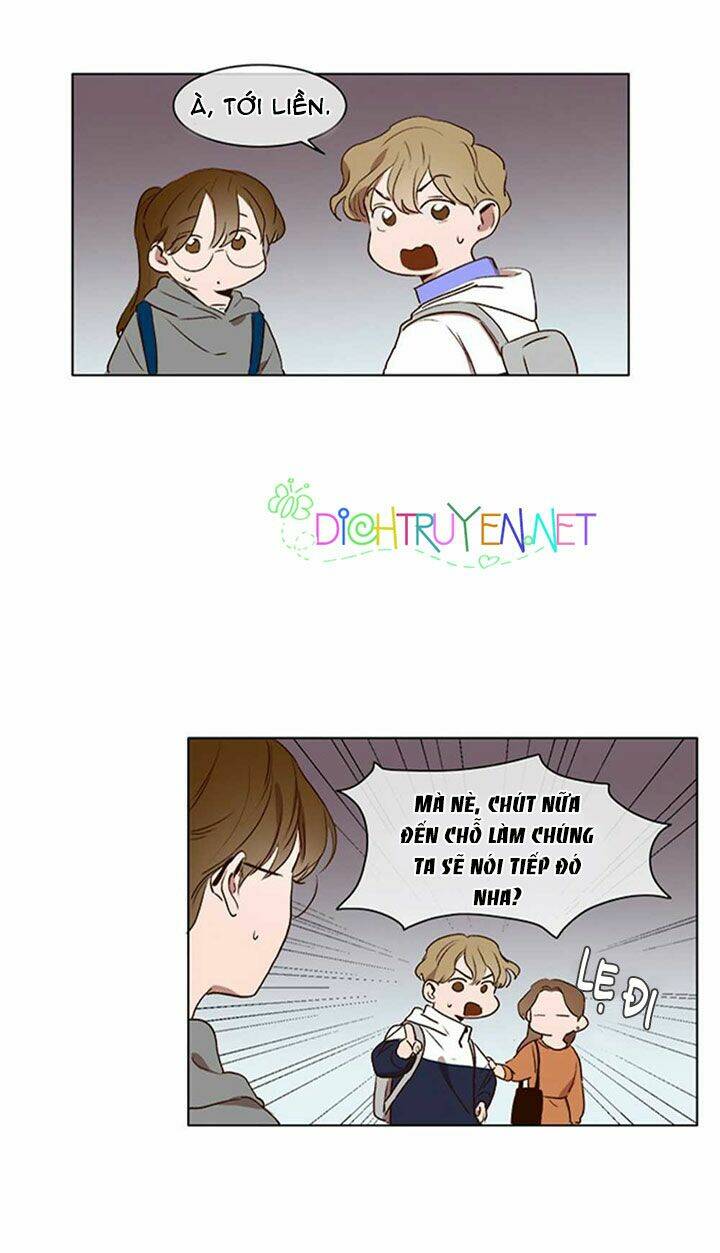 À, TỚI LIỀN.
DICHTRUYEN.NET
MÀ NÈ, CHÚT NỮA
ĐẾN CHỖ LÀM CHÚNG
TA SẼ NÓI TIẾP ĐÓ
NHA?
LẸ ĐI